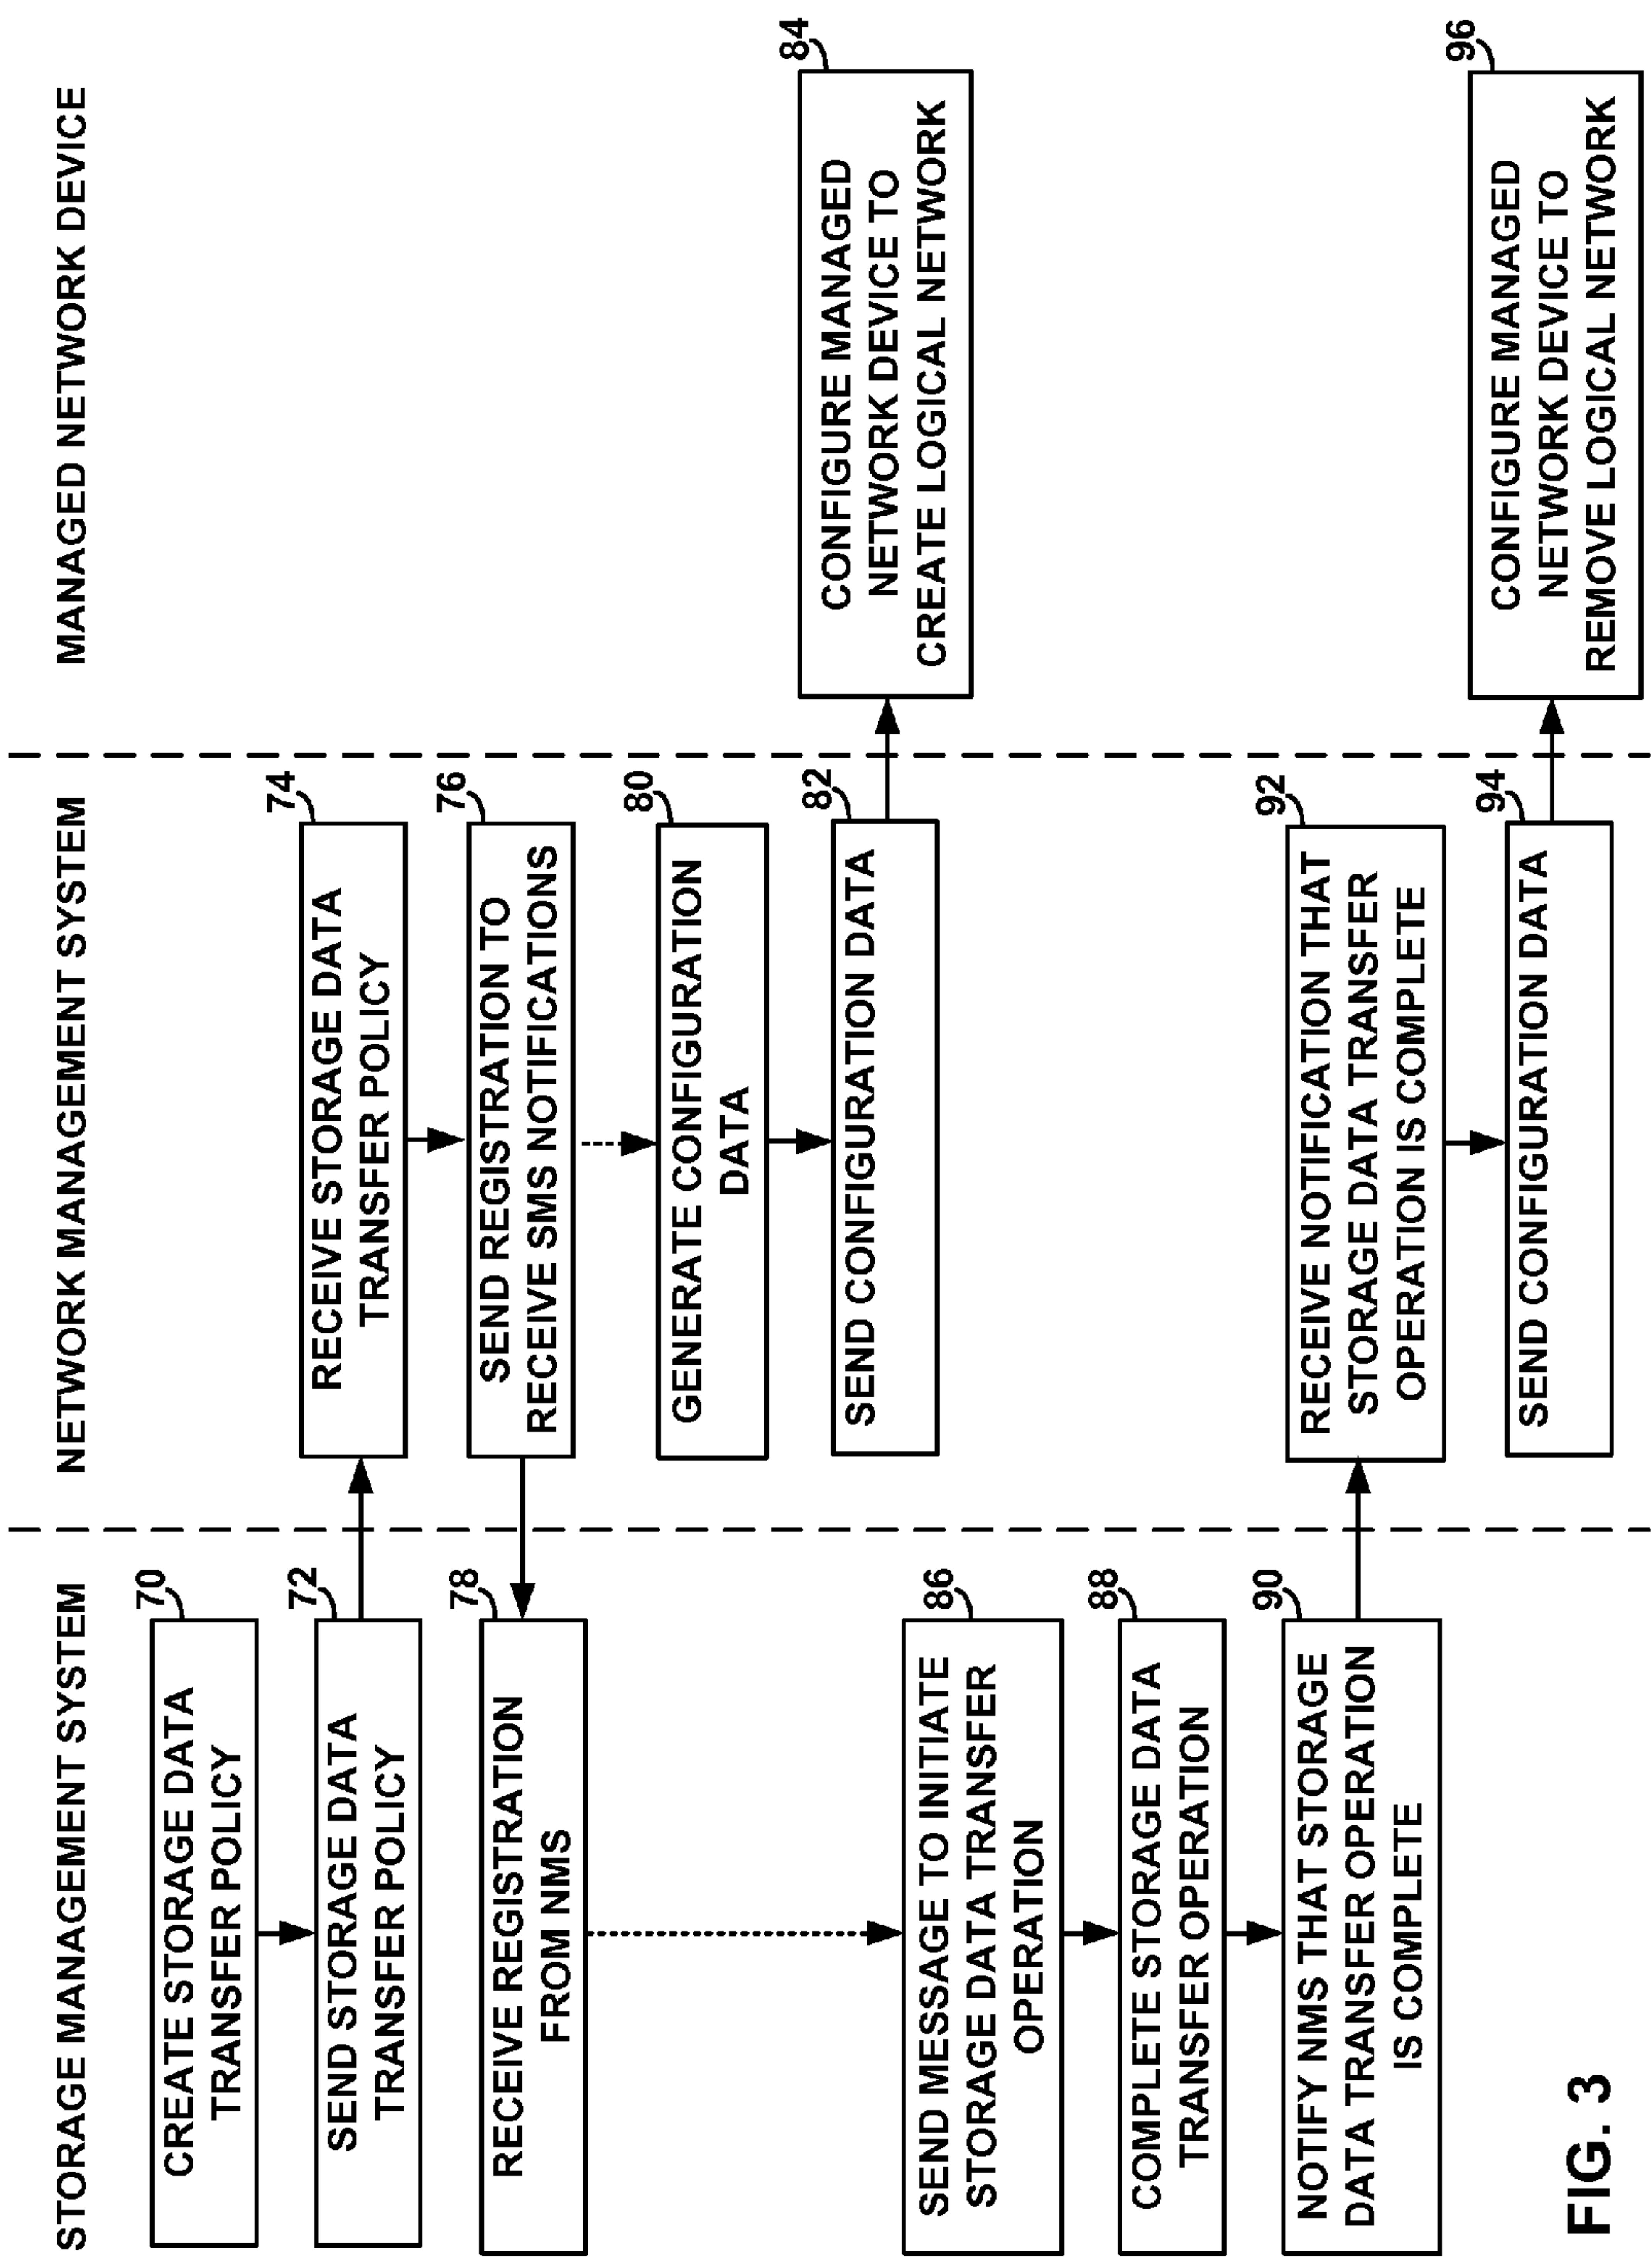 STORAGE MANAGEMENT SYSTEM
NETWORK MANAGEMENT SYSTEM
MANAGED NETWORK DEVICE
70
CREATE STORAGE DATA
TRANSFER POLICY
72
SEND STORAGE DATA
TRANSFER POLICY
74
RECEIVE STORAGE DATA
TRANSFER POLICY
76
SEND REGISTRATION TO
RECEIVE SMS NOTIFICATIONS
78
RECEIVE REGISTRATION
FROM NMS
80
GENERATE CONFIGURATION
DATA
82
SEND CONFIGURATION DATA
84
CONFIGURE MANAGED
NETWORK DEVICE TO
CREATE LOGICAL NETWORK
86
SEND MESSAGE TO INITIATE
STORAGE DATA TRANSFER
OPERATION
88
COMPLETE STORAGE DATA
TRANSFER OPERATION
90
NOTIFY NMS THAT STORAGE
DATA TRANSFER OPERATION
IS COMPLETE
92
RECEIVE NOTIFICATION THAT
STORAGE DATA TRANSFER
OPERATION IS COMPLETE
94
SEND CONFIGURATION DATA
96
CONFIGURE MANAGED
NETWORK DEVICE TO
REMOVE LOGICAL NETWORK
FIG. 3